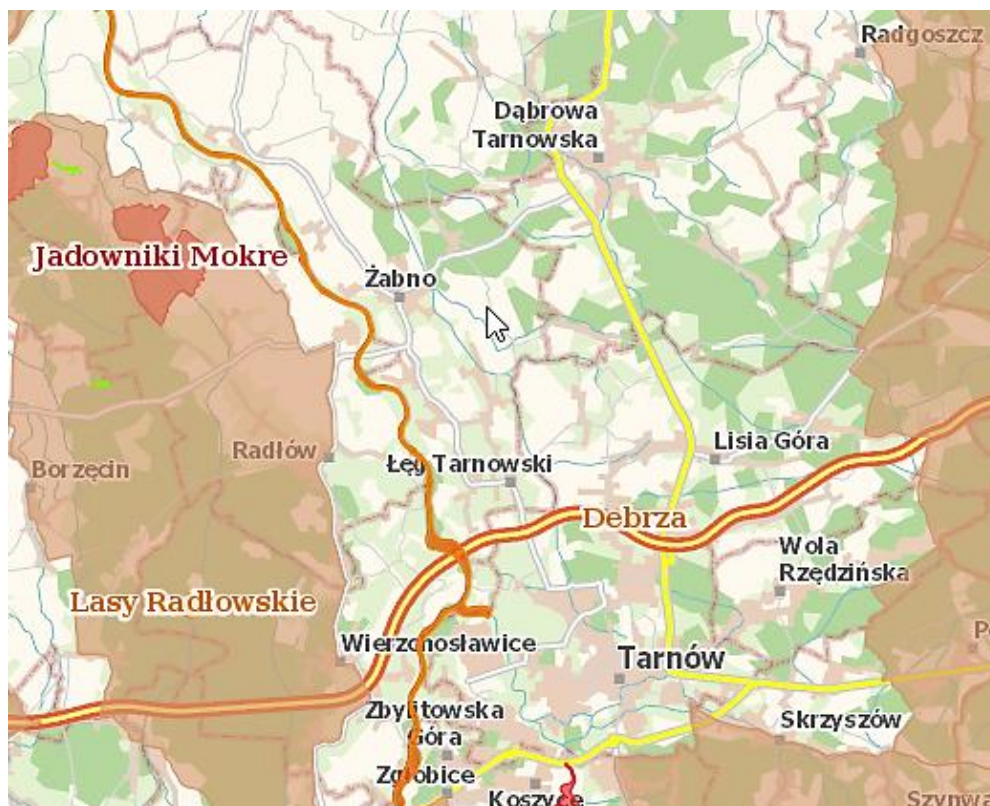 Radgoszcz
Dąbrowa
Tarnowska
Jadowniki Mokre
Żabno
Lisia Góra
Radłów
Łęg Tarnowski
Borzęcin
Debrza
Wola
Rzędzińska
Lasy Radłowskie
Wierzchosławice
Tarnów
Zbylitowska
Góra
Skrzyszów
Zgłobice
Koszyce